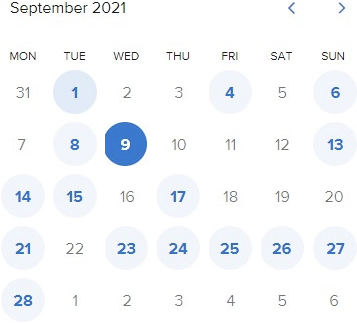 September 2021
MON TUE WED THU FRI SAT SUN
31 1 2 3 4 5 6
7 8 9 10 11 12 13
14 15 16 17 18 19 20
21 22 23 24 25 26 27
28 1 2 3 4 5 6